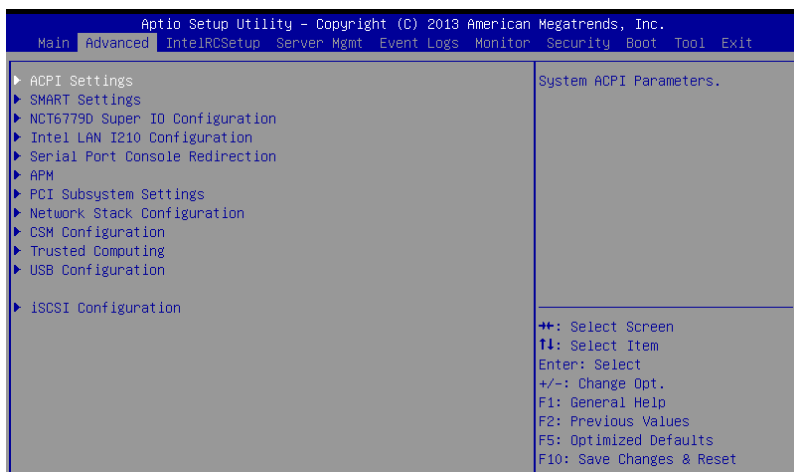 Aptio Setup Utility – Copyright (C) 2013 American Megatrends, Inc.
Main Advanced IntelRCSetup Server Mgmt Event Logs Monitor Security Boot Tool Exit
ACPI Settings
SMART Settings
NCT6779D Super IO Configuration
Intel LAN I210 Configuration
Serial Port Console Redirection
APM
PCI Subsystem Settings
Network Stack Configuration
CSM Configuration
Trusted Computing
USB Configuration
iSCSI Configuration
System ACPI Parameters.
→←: Select Screen
↑↓: Select Item
Enter: Select
+/-: Change Opt.
F1: General Help
F2: Previous Values
F5: Optimized Defaults
F10: Save Changes & Reset